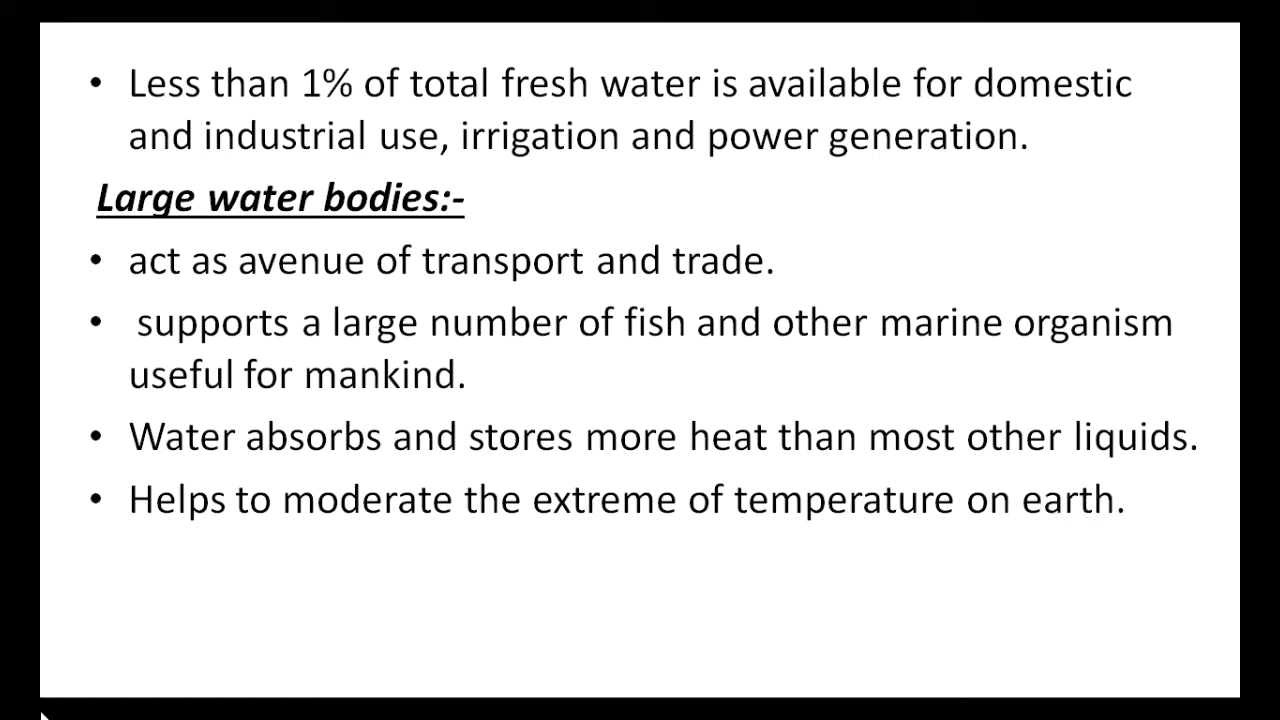 • Less than 1% of total fresh water is available for domestic
and industrial use, irrigation and power generation.
Large water bodies:-
• act as avenue of transport and trade.
• supports a large number of fish and other marine organism
useful for mankind.
• Water absorbs and stores more heat than most other liquids.
• Helps to moderate the extreme of temperature on earth.